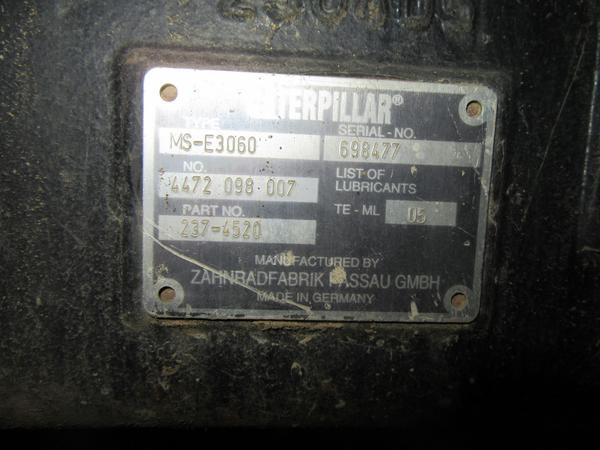 CATERPILLAR®
TYPE SERIAL-NO.
MS-E3060 698477
NO. LIST OF
4472 098 007 LUBRICANTS
PART NO. TE-ML 05
237-4520
MANUFACTURED BY
ZAHNRADFABRIK PASSAU GMBH
MADE IN GERMANY